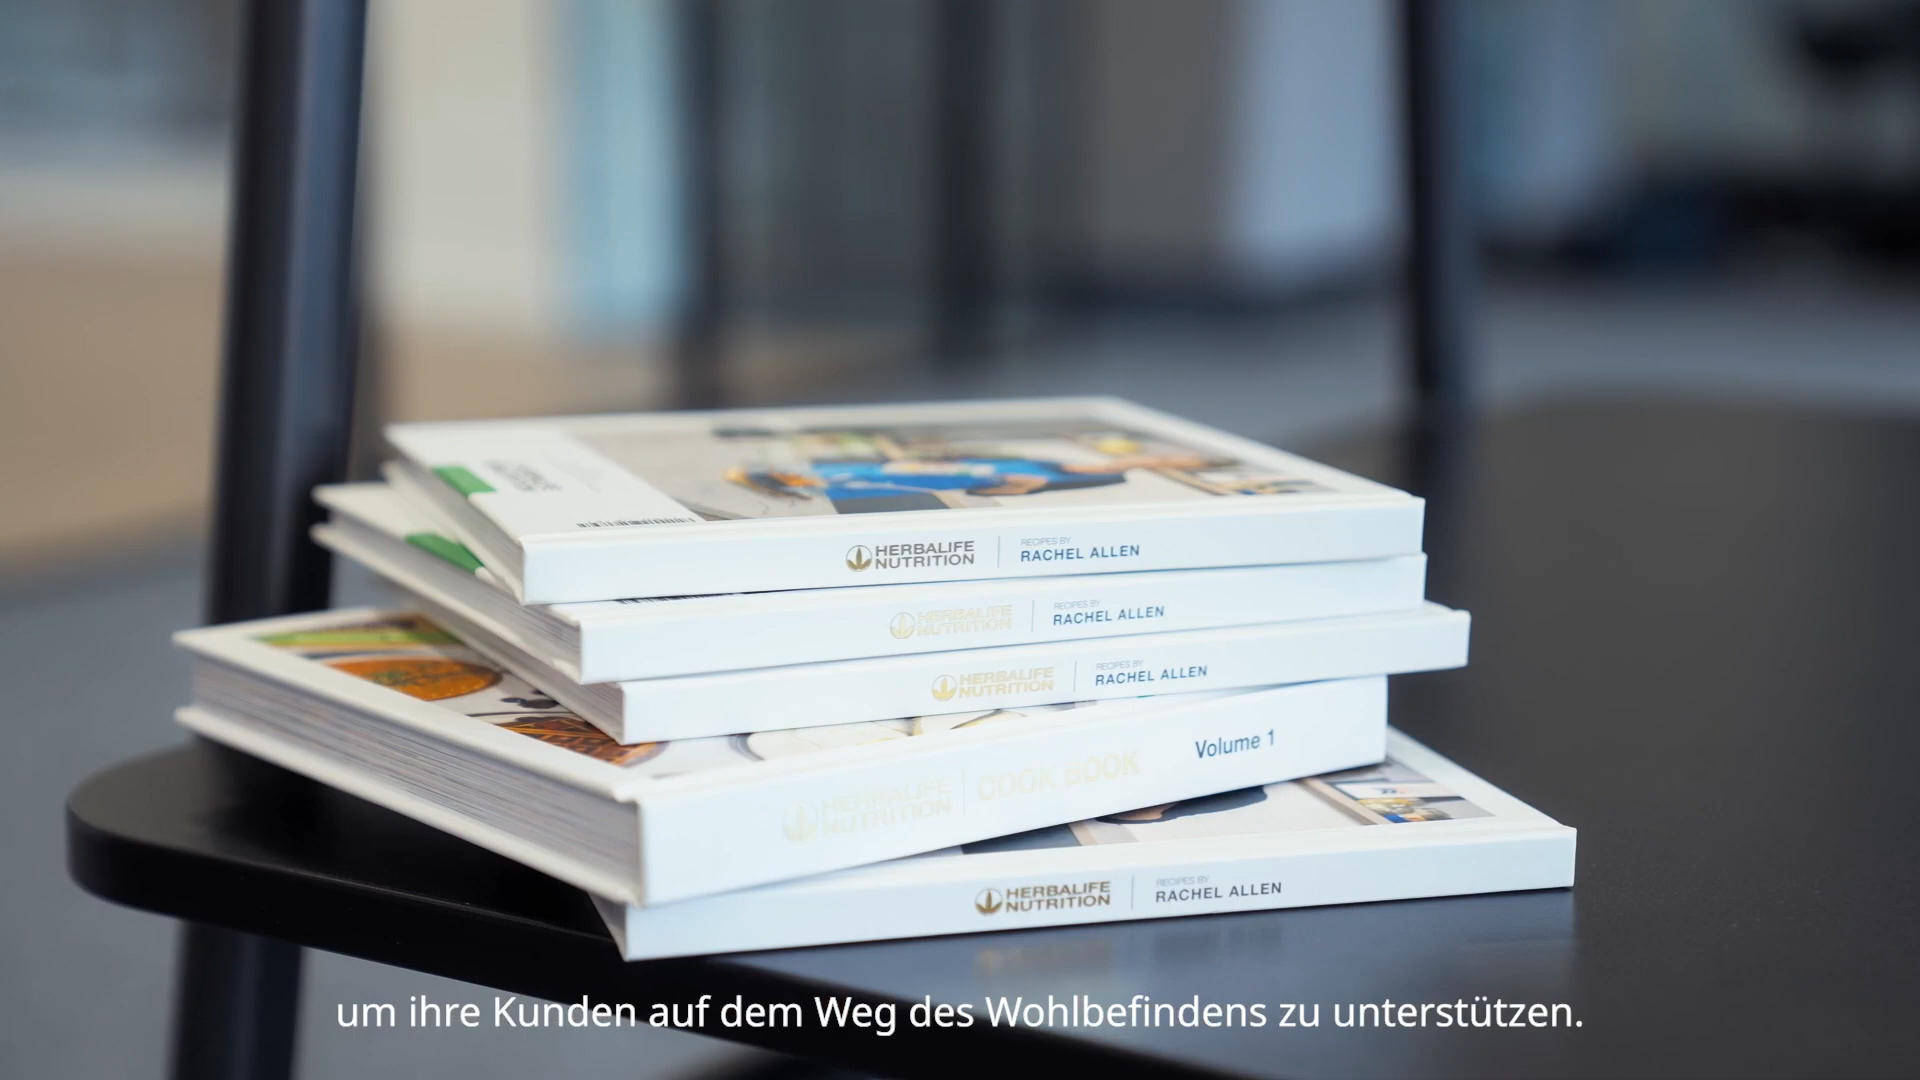 HERBALIFE
NUTRITION
RECIPES BY
RACHEL ALLEN
HERBALIFE
NUTRITION
RECIPES BY
RACHEL ALLEN
HERBALIFE
NUTRITION
RECIPES BY
RACHEL ALLEN
HERBALIFE
NUTRITION
COOK BOOK
Volume 1
HERBALIFE
NUTRITION
RECIPES BY
RACHEL ALLEN
um ihre Kunden auf dem Weg des Wohlbefindens zu unterstützen.